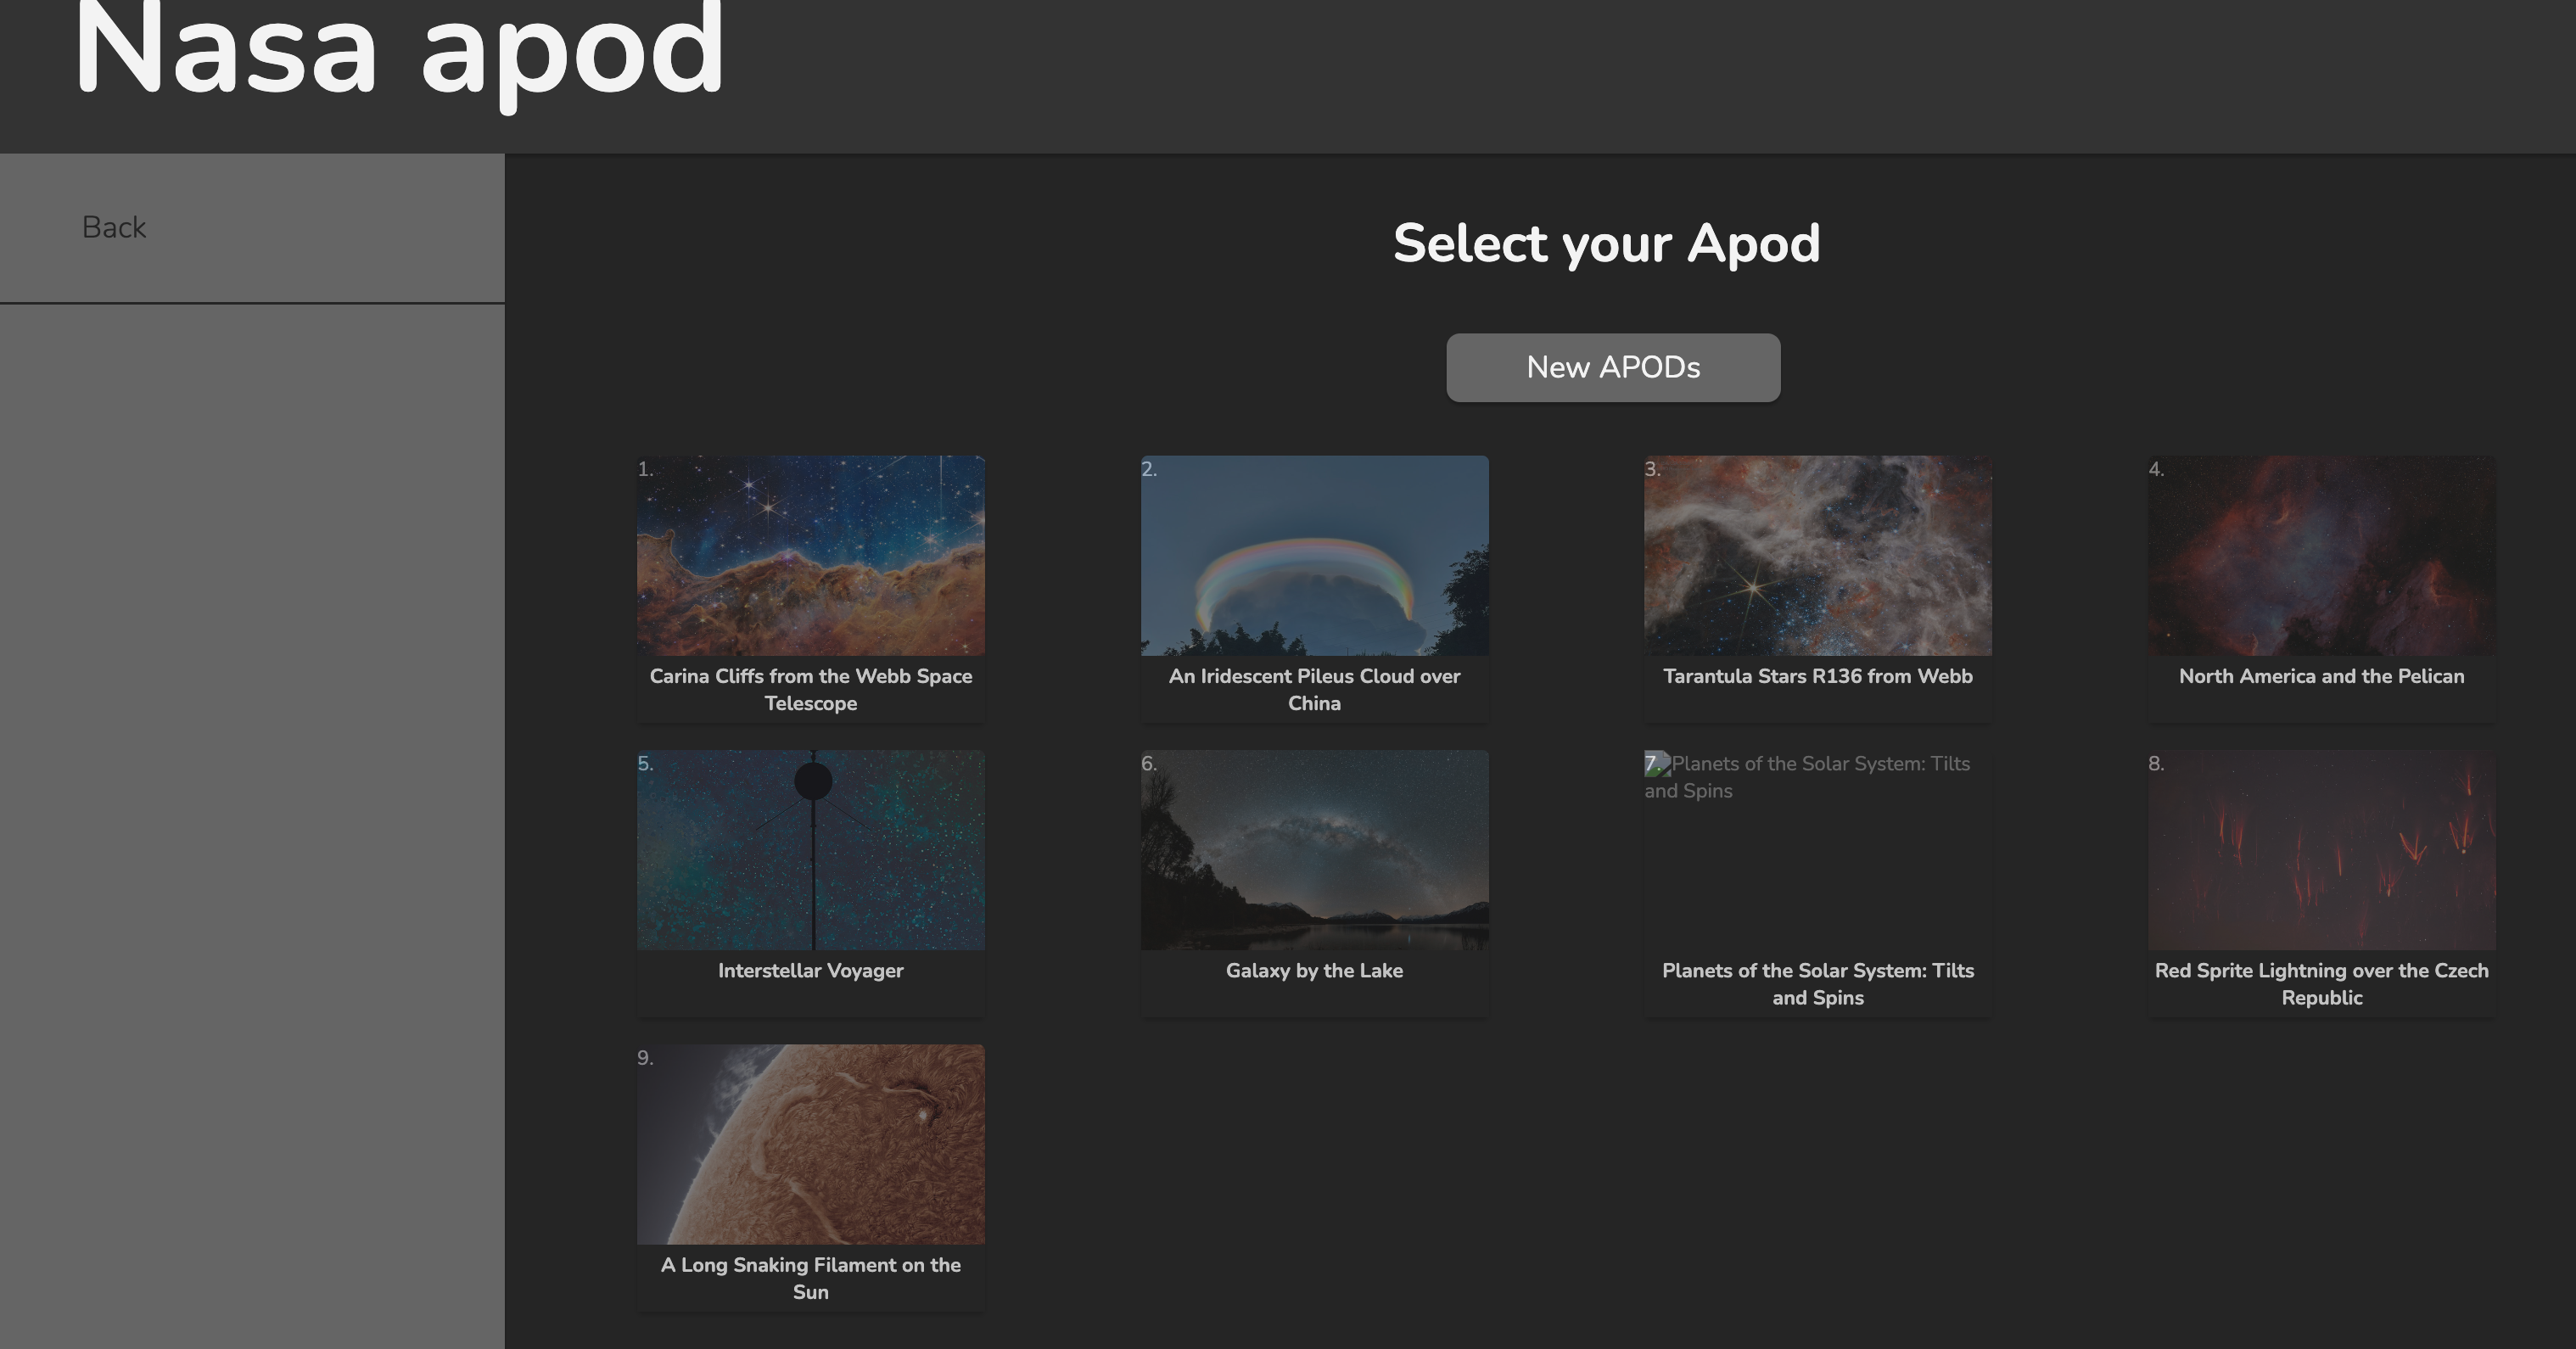 Nasa apod
Back
Select your Apod
New APODs
1.
Carina Cliffs from the Webb Space
Telescope
2.
An Iridescent Pileus Cloud over
China
3.
Tarantula Stars R136 from Webb
4.
North America and the Pelican
5.
Interstellar Voyager
6.
Galaxy by the Lake
7. Planets of the Solar System: Tilts
and Spins
Planets of the Solar System: Tilts
and Spins
8.
Red Sprite Lightning over the Czech
Republic
9.
A Long Snaking Filament on the
Sun